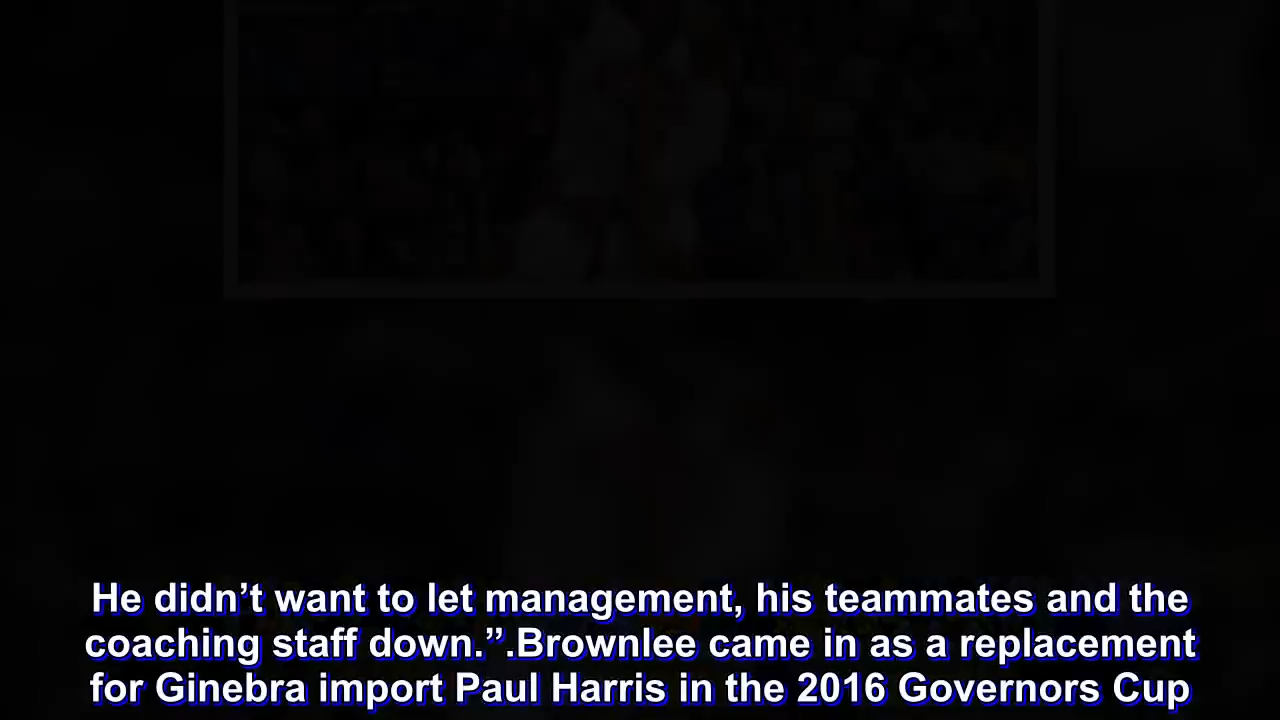 He didn’t want to let management, his teammates and the
coaching staff down.”.Brownlee came in as a replacement
for Ginebra import Paul Harris in the 2016 Governors Cup